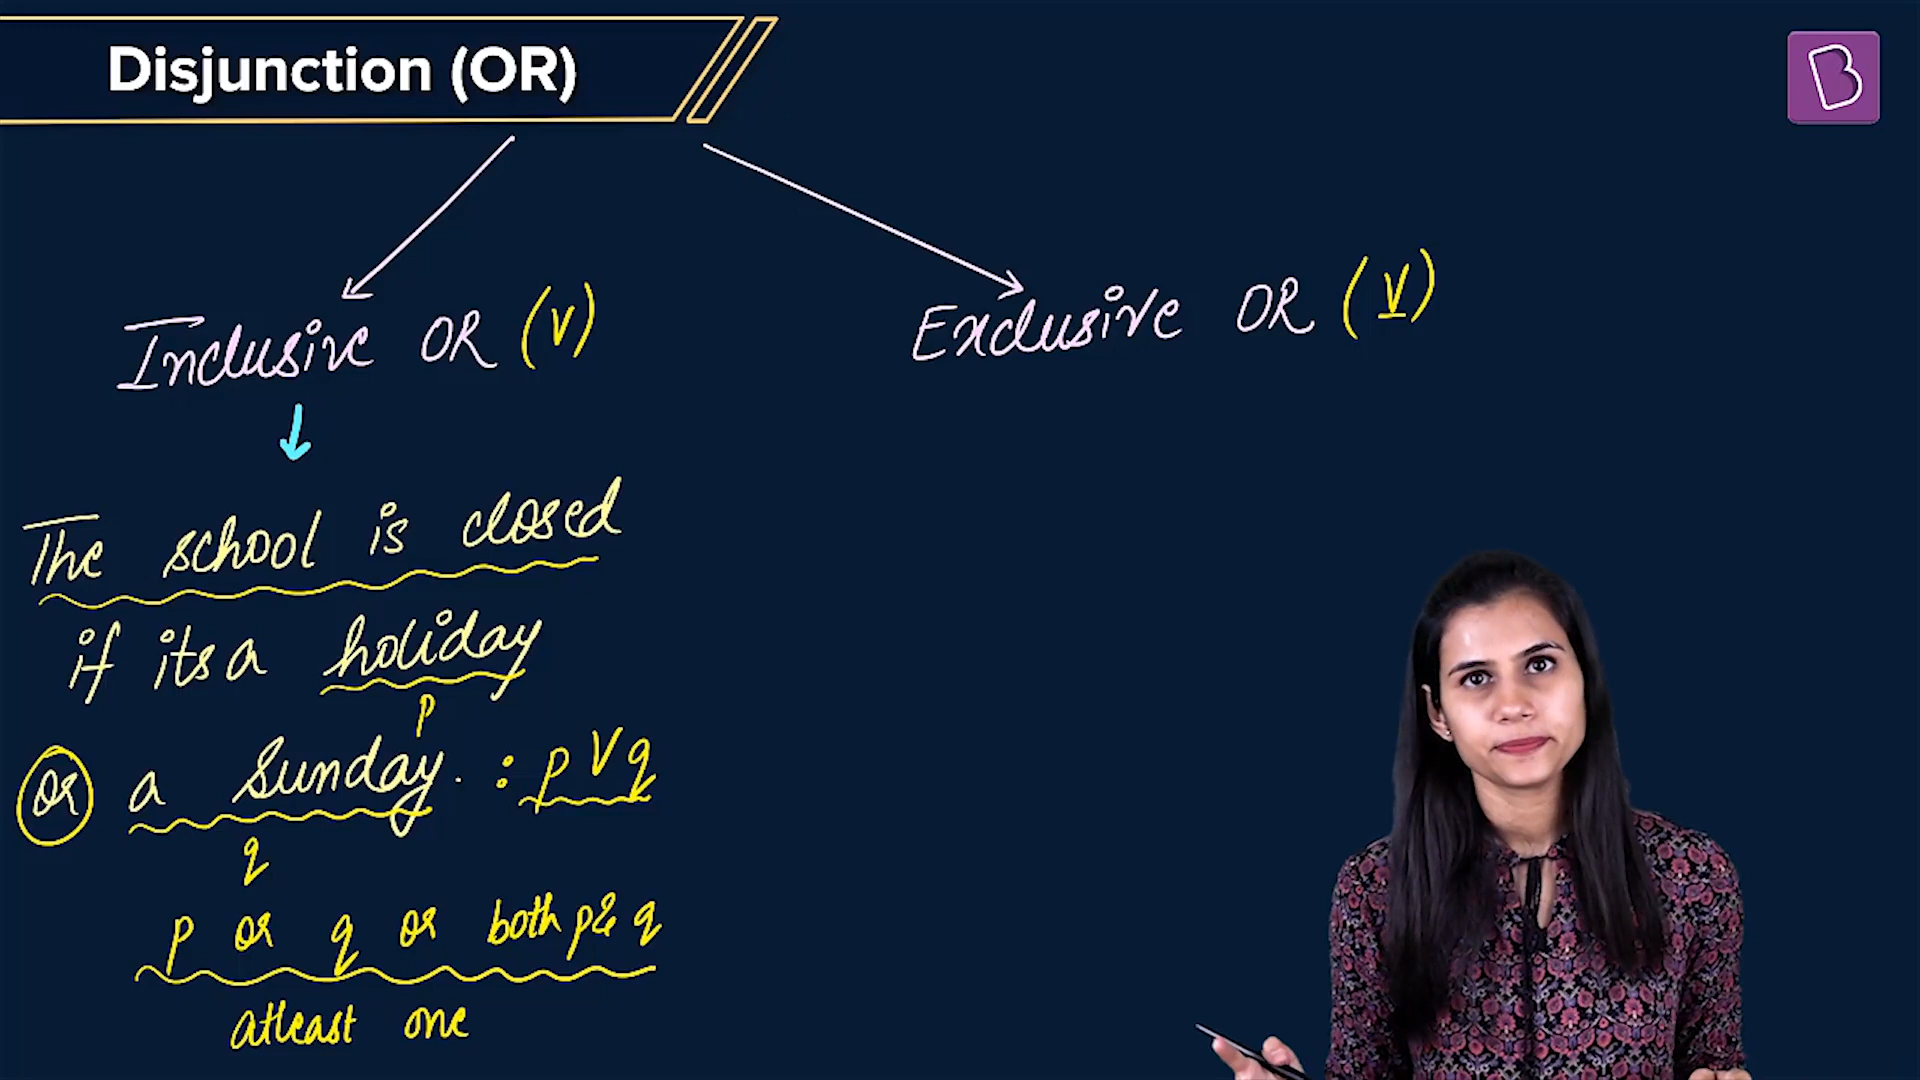 Disjunction (OR)
B
Inclusive OR (V)
Exclusive OR (V)
The school is closed
if its a holiday
p
or a Sunday. : p V q
q
p or q or both p & q
atleast one